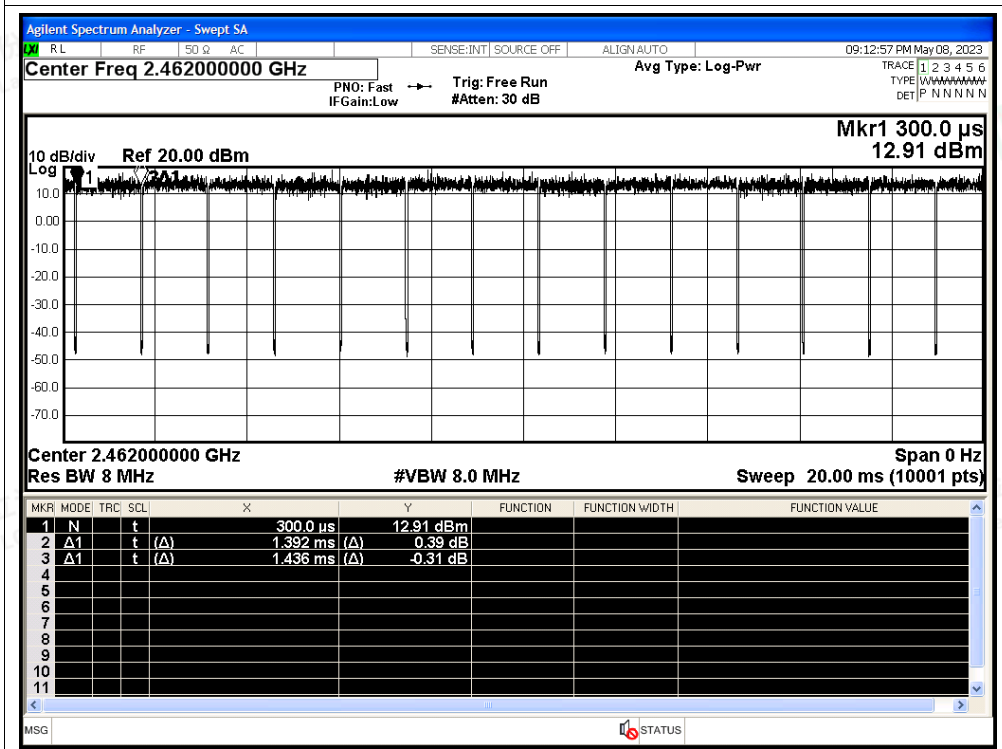 Agilent Spectrum Analyzer - Swept SA
LXI RL RF 50 Ω AC SENSE:INT SOURCE OFF ALIGN AUTO 09:12:57 PM May 08, 2023
Center Freq 2.462000000 GHz
PNO: Fast
IFGain:Low
Trig: Free Run
#Atten: 30 dB
Avg Type: Log-Pwr
TRACE 1 2 3 4 5 6
TYPE WWWWWW
DET P N N N N N
Mkr1 300.0 µs
12.91 dBm
10 dB/div Ref 20.00 dBm
Log
1
3Δ1
10.0
0.00
-10.0
-20.0
-30.0
-40.0
-50.0
-60.0
-70.0
Center 2.462000000 GHz Span 0 Hz
Res BW 8 MHz #VBW 8.0 MHz Sweep 20.00 ms (10001 pts)
MKR MODE TRC SCL X Y FUNCTION FUNCTION WIDTH FUNCTION VALUE
1 N t 300.0 µs 12.91 dBm
2 Δ1 t (Δ) 1.392 ms (Δ) 0.39 dB
3 Δ1 t (Δ) 1.436 ms (Δ) -0.31 dB
4
5
6
7
8
9
10
11
MSG STATUS